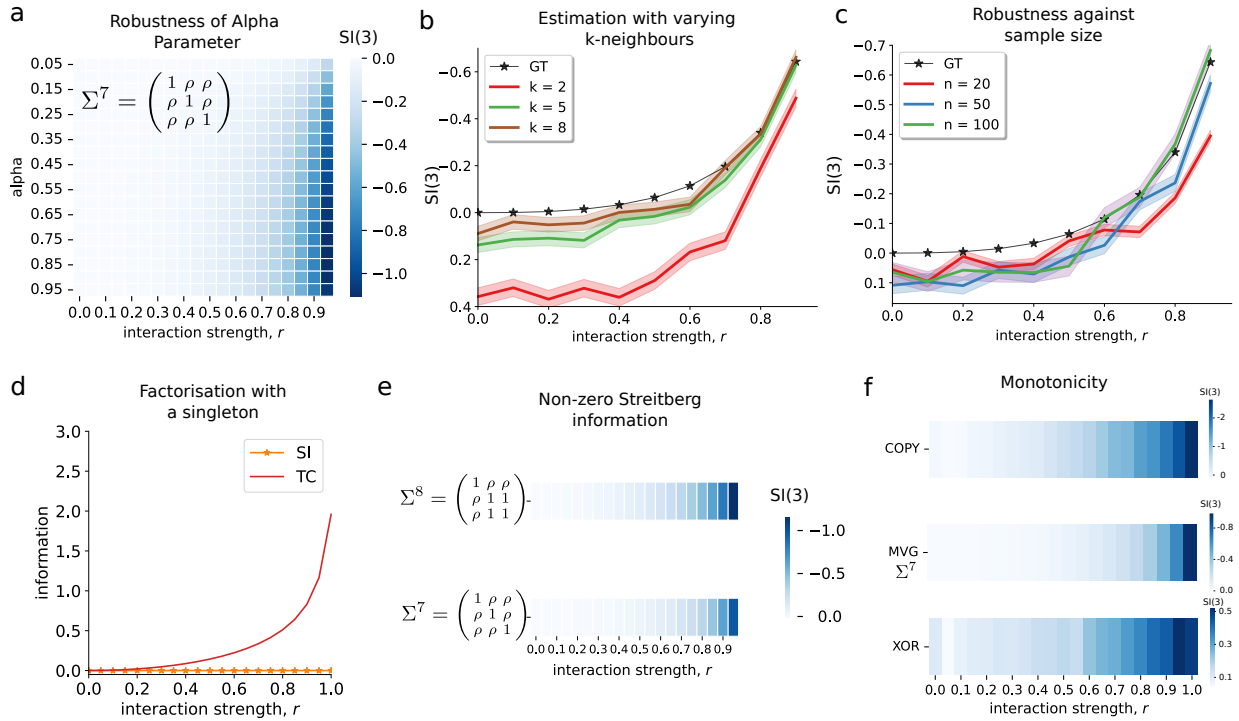 a
Robustness of Alpha
Parameter
SI(3)
0.05
0.15
0.25
0.35
0.45
0.55
0.65
0.75
0.85
0.95
alpha
Σ⁷ = ( 1 ρ ρ
ρ 1 ρ
ρ ρ 1 )
0.0
−0.2
−0.4
−0.6
−0.8
−1.0
0.0 0.1 0.2 0.3 0.4 0.5 0.6 0.7 0.8 0.9
interaction strength, r
b
Estimation with varying
k-neighbours
GT
k = 2
k = 5
k = 8
SI(3)
−0.6
−0.4
−0.2
0.0
0.2
0.4
0.0 0.2 0.4 0.6 0.8
interaction strength, r
c
Robustness against
sample size
GT
n = 20
n = 50
n = 100
SI(3)
−0.7
−0.6
−0.5
−0.4
−0.3
−0.2
−0.1
0.0
0.1
0.0 0.2 0.4 0.6 0.8
interaction strength, r
d
Factorisation with
a singleton
SI
TC
information
3.0
2.5
2.0
1.5
1.0
0.5
0.0
0.0 0.2 0.4 0.6 0.8 1.0
interaction strength, r
e
Non-zero Streitberg
information
Σ⁸ = ( 1 ρ ρ
ρ 1 1
ρ 1 1 )
Σ⁷ = ( 1 ρ ρ
ρ 1 ρ
ρ ρ 1 )
SI(3)
−1.0
−0.5
0.0
0.0 0.1 0.2 0.3 0.4 0.5 0.6 0.7 0.8 0.9
interaction strength, r
f
Monotonicity
COPY
SI(3)
-2
-1
0
MVG
Σ⁷
SI(3)
-0.8
-0.4
0.0
XOR
SI(3)
0.5
0.3
0.1
0.0 0.1 0.2 0.3 0.4 0.5 0.6 0.7 0.8 0.9 1.0
interaction strength, r